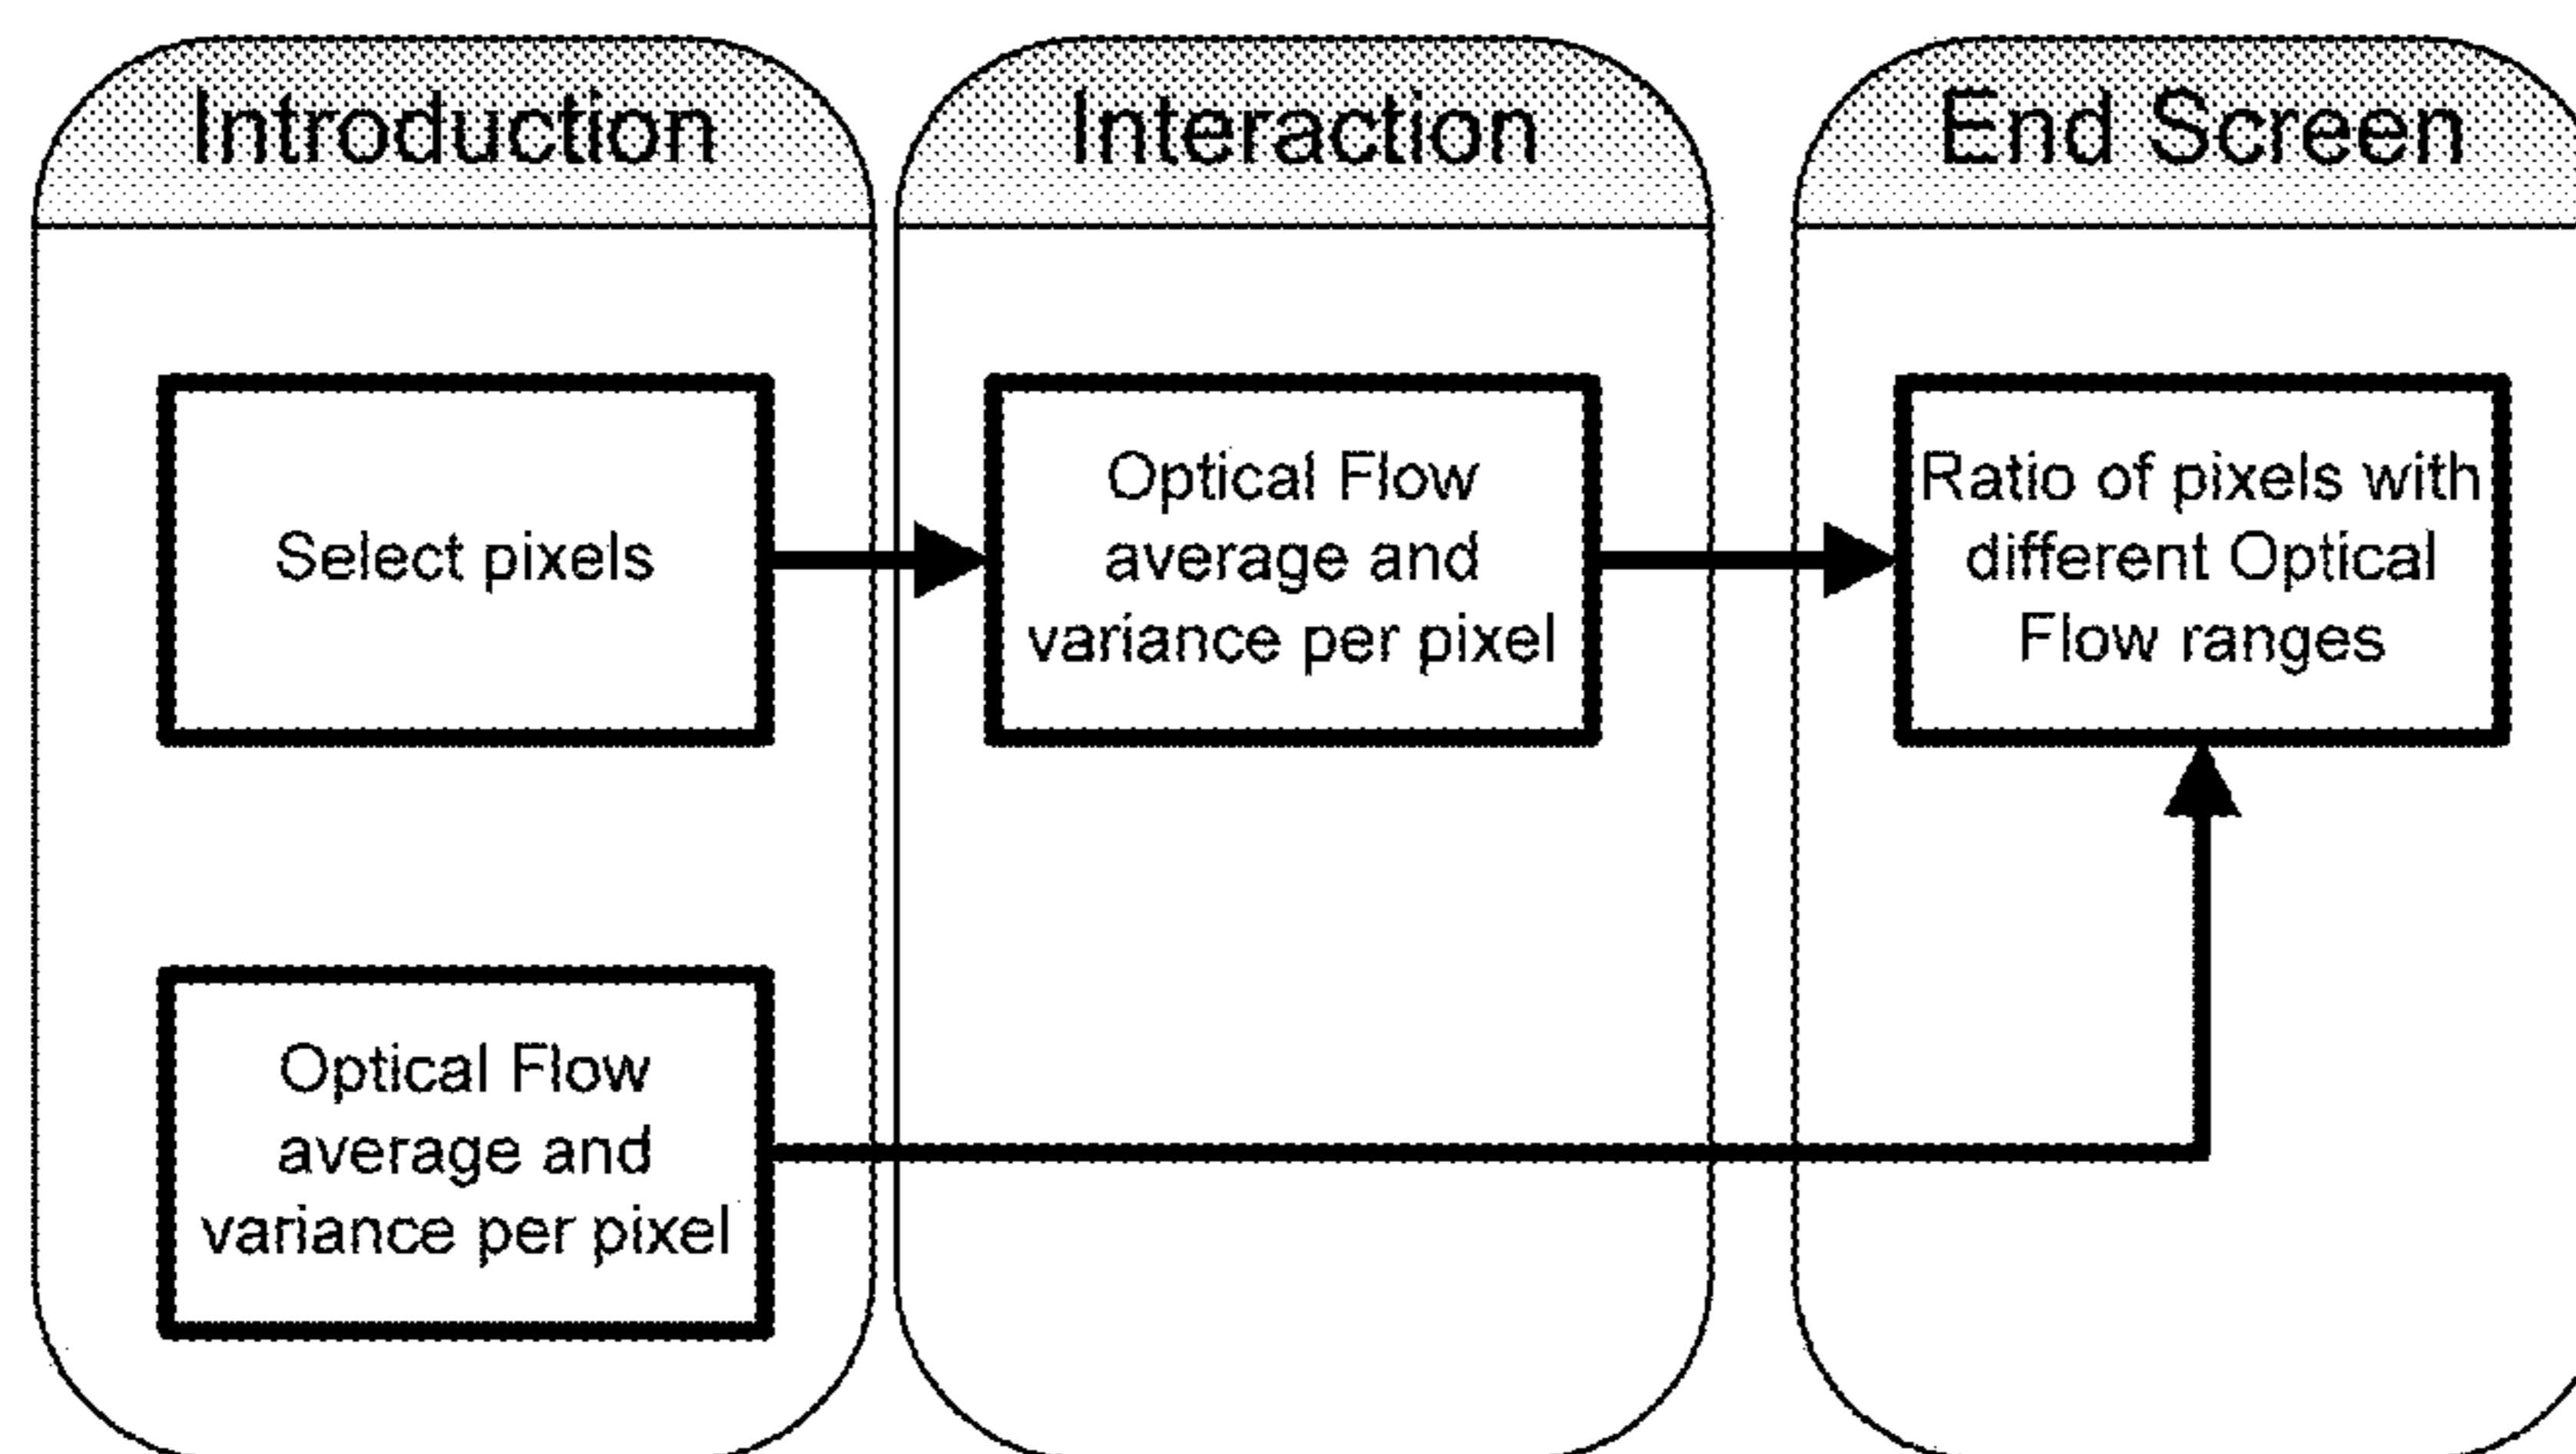 Introduction
Interaction
End Screen
Select pixels
Optical Flow
average and
variance per pixel
Ratio of pixels with
different Optical
Flow ranges
Optical Flow
average and
variance per pixel